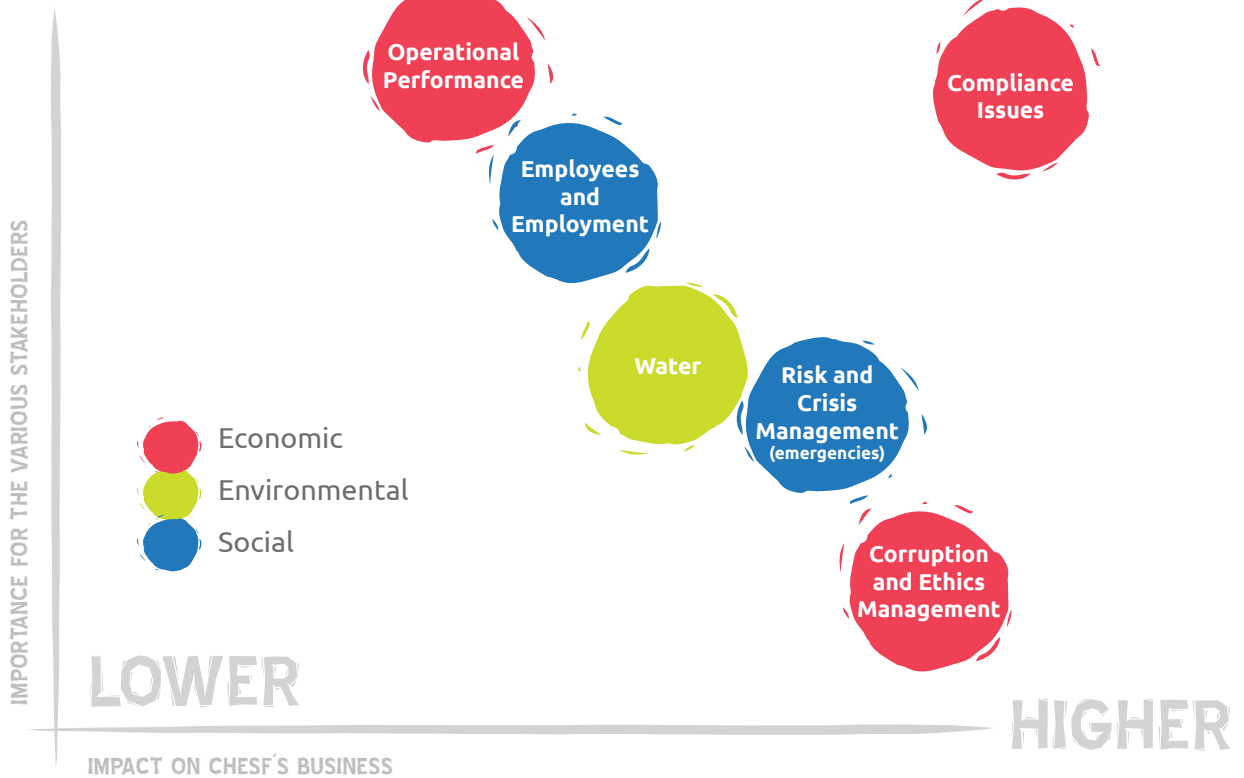 Operational
Performance
Compliance
Issues
Employees
and
Employment
Water
Risk and
Crisis
Management
(emergencies)
Corruption
and Ethics
Management
Economic
Environmental
Social
IMPORTANCE FOR THE VARIOUS STAKEHOLDERS
LOWER
HIGHER
IMPACT ON CHESF´S BUSINESS